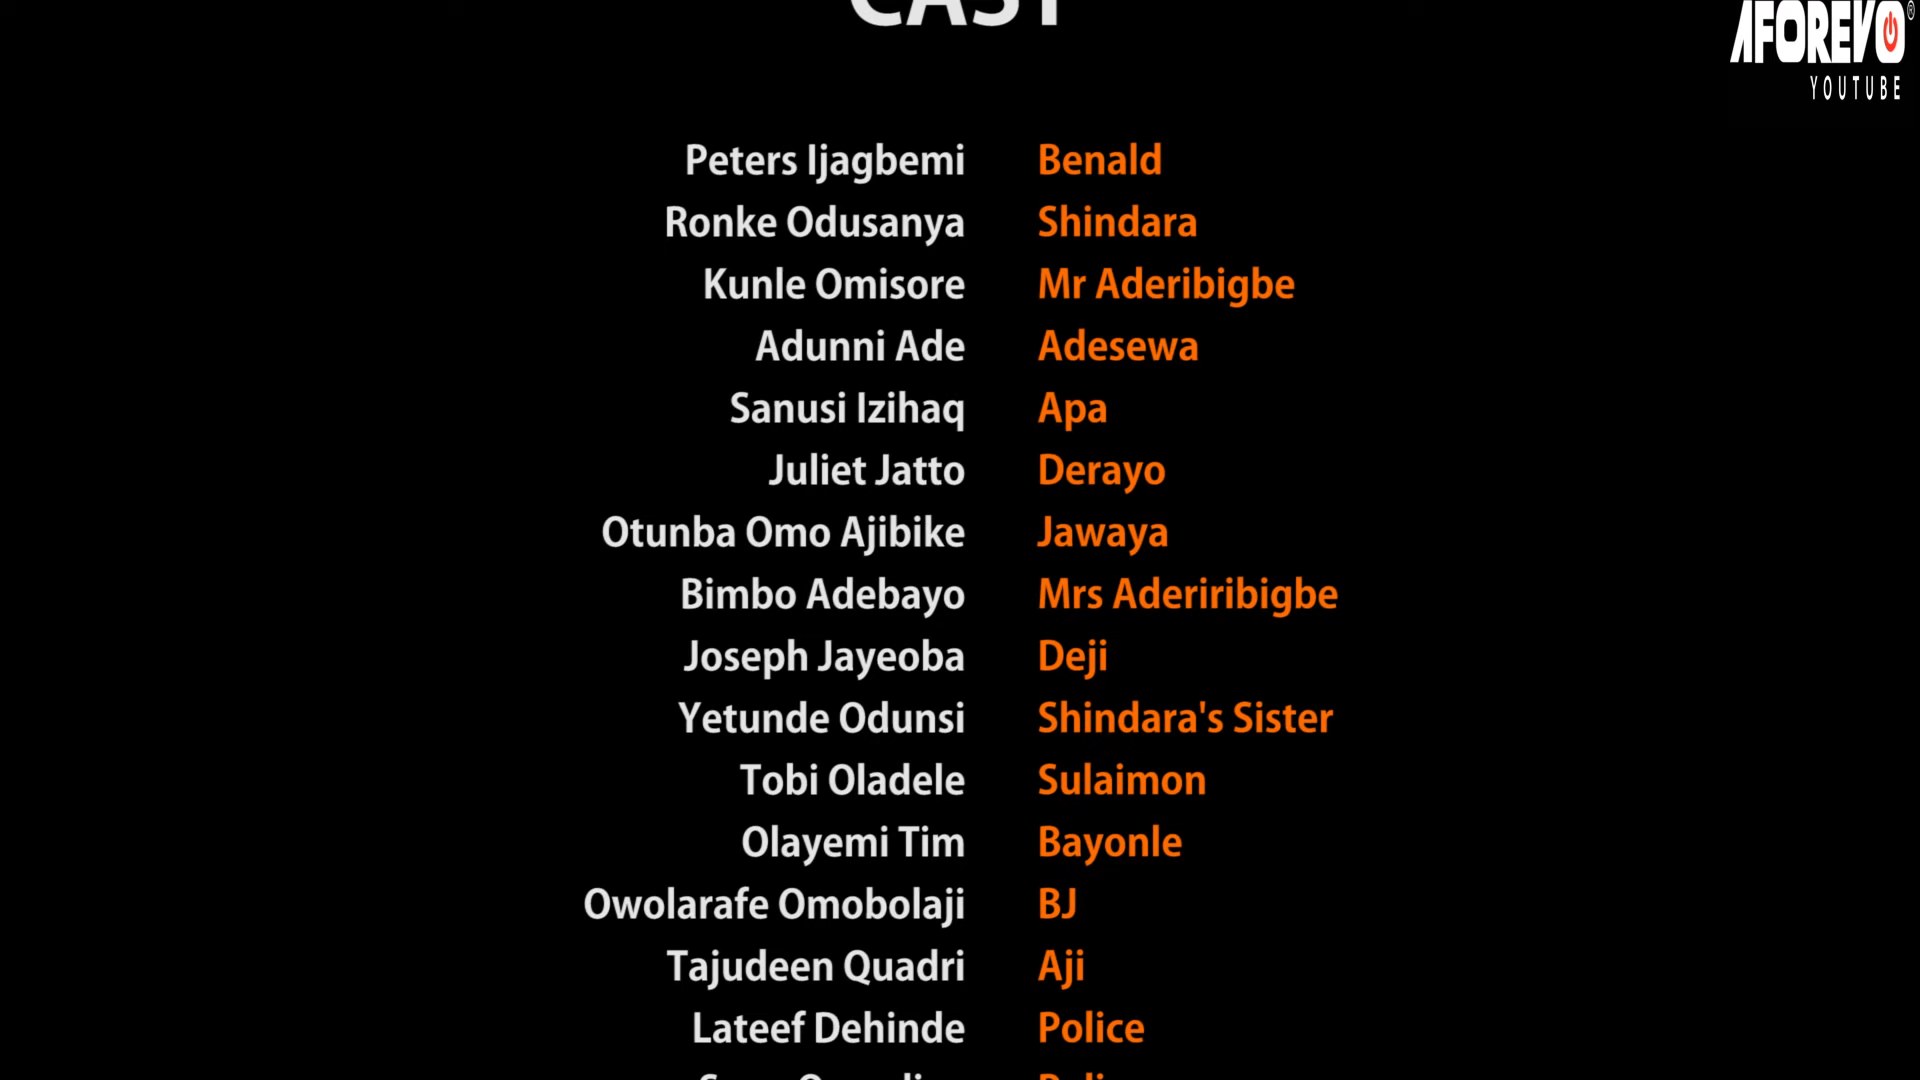 CAST
AFOREVO
YOUTUBE
Peters Ijagbemi Benald
Ronke Odusanya Shindara
Kunle Omisore Mr Aderibigbe
Adunni Ade Adesewa
Sanusi Izihaq Apa
Juliet Jatto Derayo
Otunba Omo Ajibike Jawaya
Bimbo Adebayo Mrs Aderiribigbe
Joseph Jayeoba Deji
Yetunde Odunsi Shindara's Sister
Tobi Oladele Sulaimon
Olayemi Tim Bayonle
Owolarafe Omobolaji BJ
Tajudeen Quadri Aji
Lateef Dehinde Police